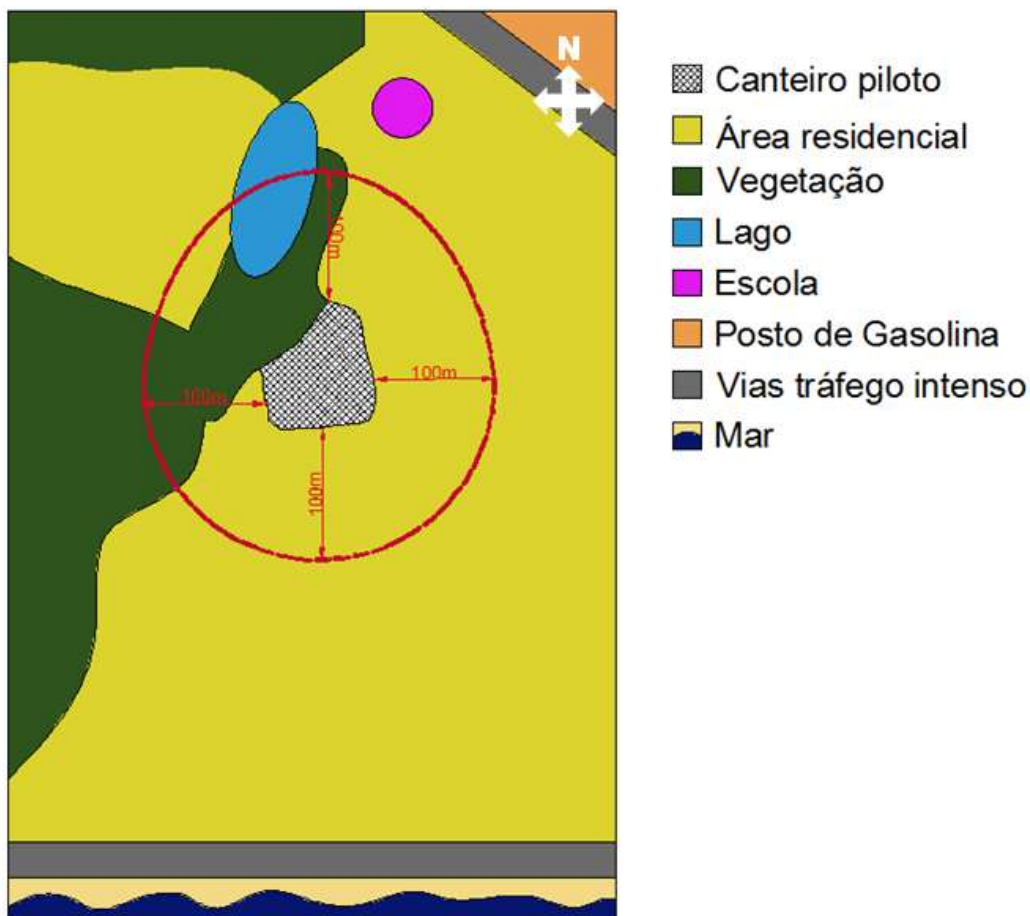 N
Canteiro piloto
Área residencial
Vegetação
Lago
Escola
Posto de Gasolina
Vias tráfego intenso
Mar
100m
100m
100m
100m